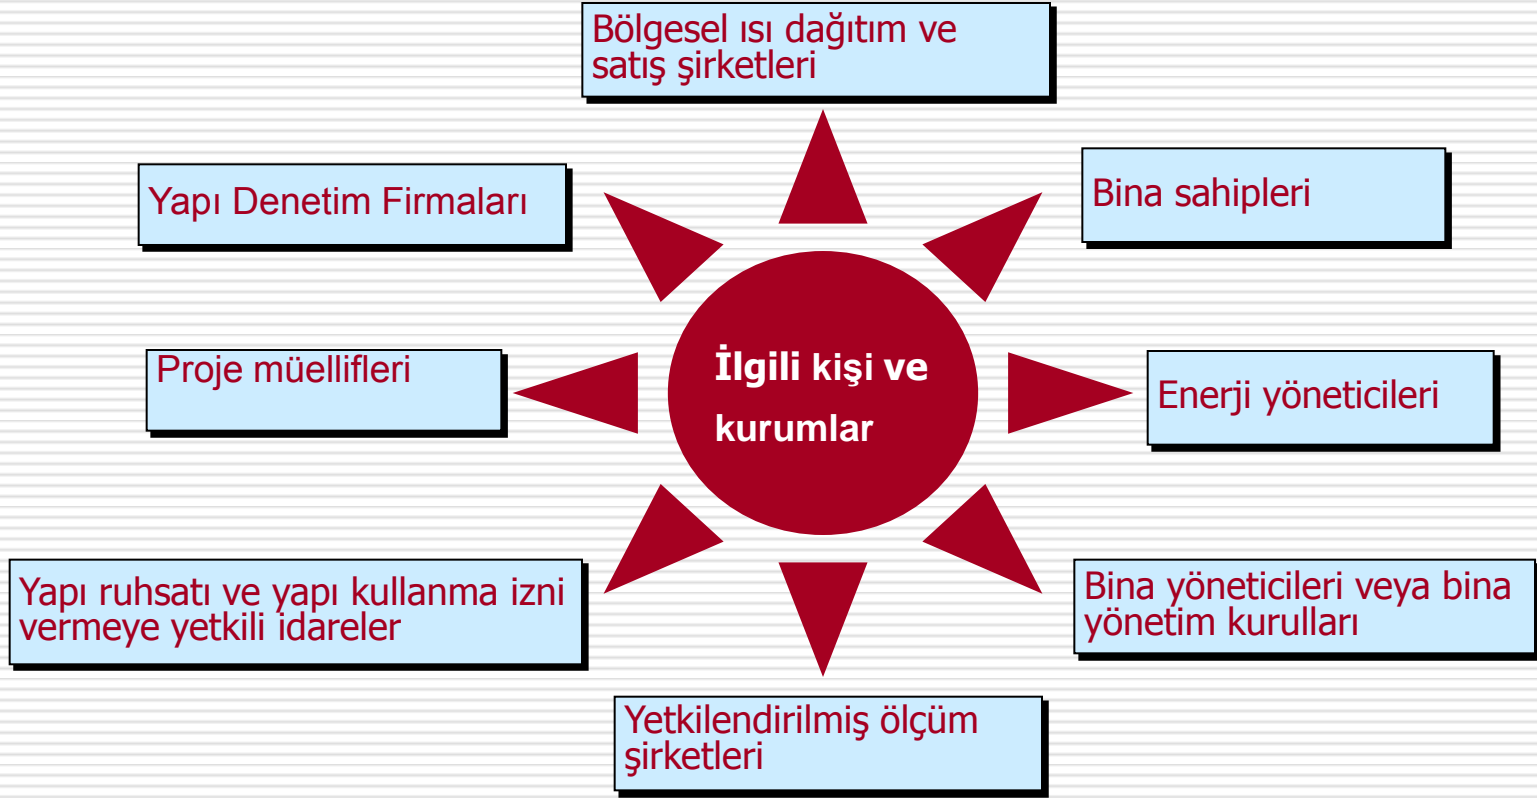 Bölgesel ısı dağıtım ve
satış şirketleri
Yapı Denetim Firmaları
Bina sahipleri
Proje müellifleri
İlgili kişi ve
kurumlar
Enerji yöneticileri
Yapı ruhsatı ve yapı kullanma izni
vermeye yetkili idareler
Bina yöneticileri veya bina
yönetim kurulları
Yetkilendirilmiş ölçüm
şirketleri